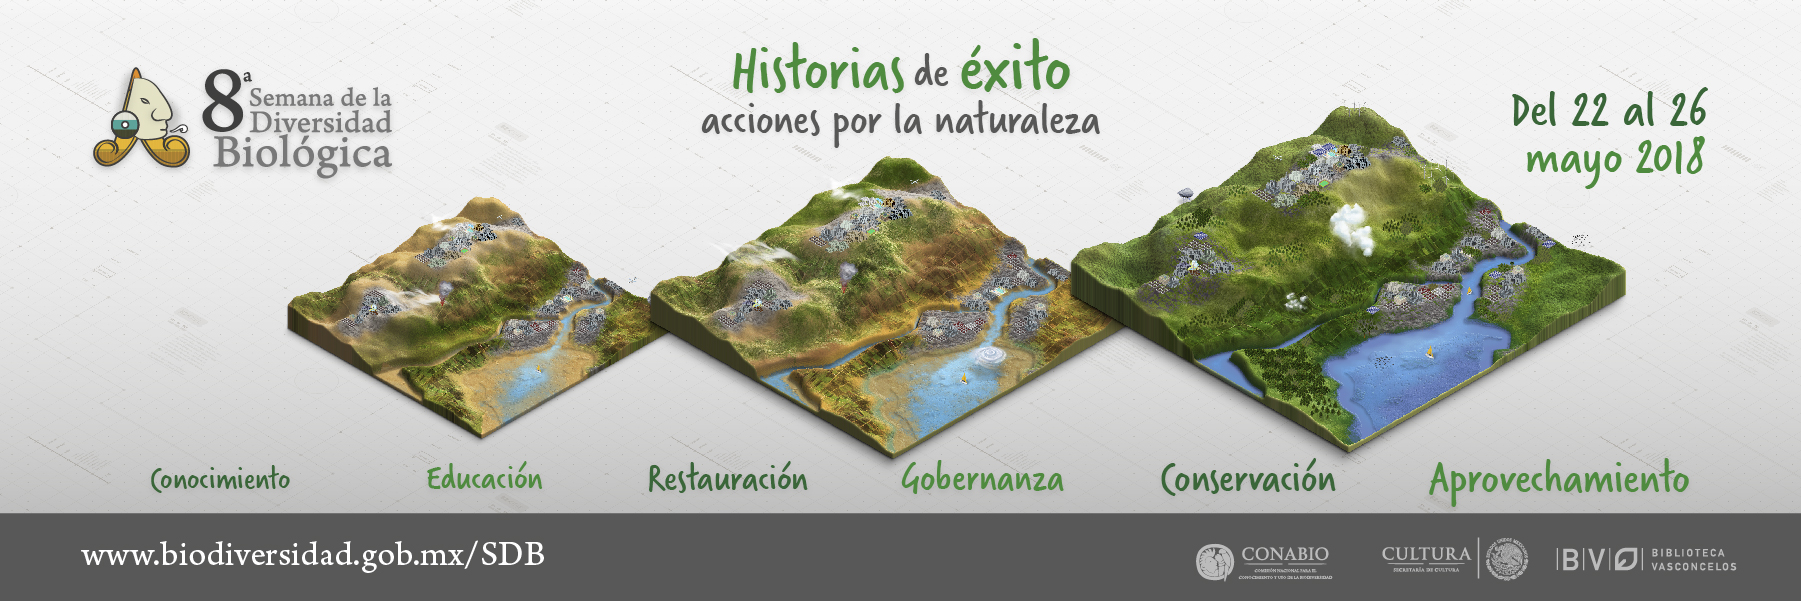 8ª
Semana de la
Diversidad
Biológica
Historias de éxito
acciones por la naturaleza
Del 22 al 26
mayo 2018
Conocimiento
Educación
Restauración
Gobernanza
Conservación
Aprovechamiento
www.biodiversidad.gob.mx/SDB
CONABIO
COMISIÓN NACIONAL PARA EL
CONOCIMIENTO Y USO DE LA BIODIVERSIDAD
CULTURA
SECRETARÍA DE CULTURA
BV
BIBLIOTECA
VASCONCELOS